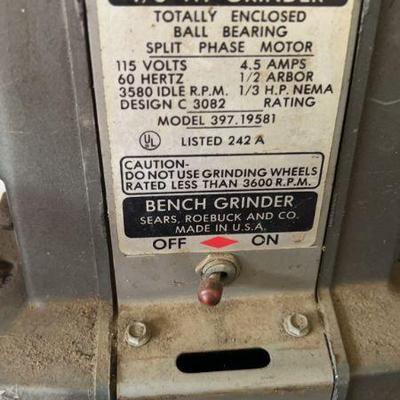 GRINDER
TOTALLY ENCLOSED
BALL BEARING
SPLIT PHASE MOTOR
115 VOLTS 4.5 AMPS
60 HERTZ 1/2 ARBOR
3580 IDLE R.P.M. 1/3 H.P. NEMA
DESIGN C 3082 RATING
MODEL 397.19581
UL LISTED 242 A
CAUTION-
DO NOT USE GRINDING WHEELS
RATED LESS THAN 3600 R.P.M.
BENCH GRINDER
SEARS, ROEBUCK AND CO.
MADE IN U.S.A.
OFF ON